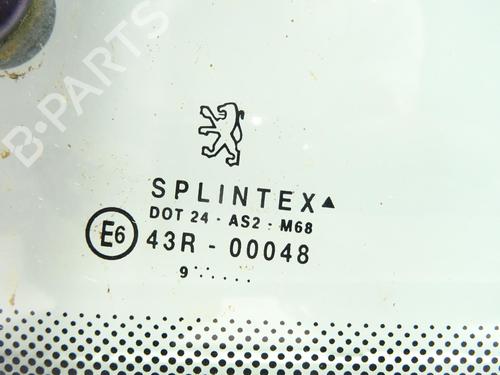 B-PARTS
SPLINTEX▲
DOT 24 - AS2 - M68
E6 43R - 00048
9 ·······